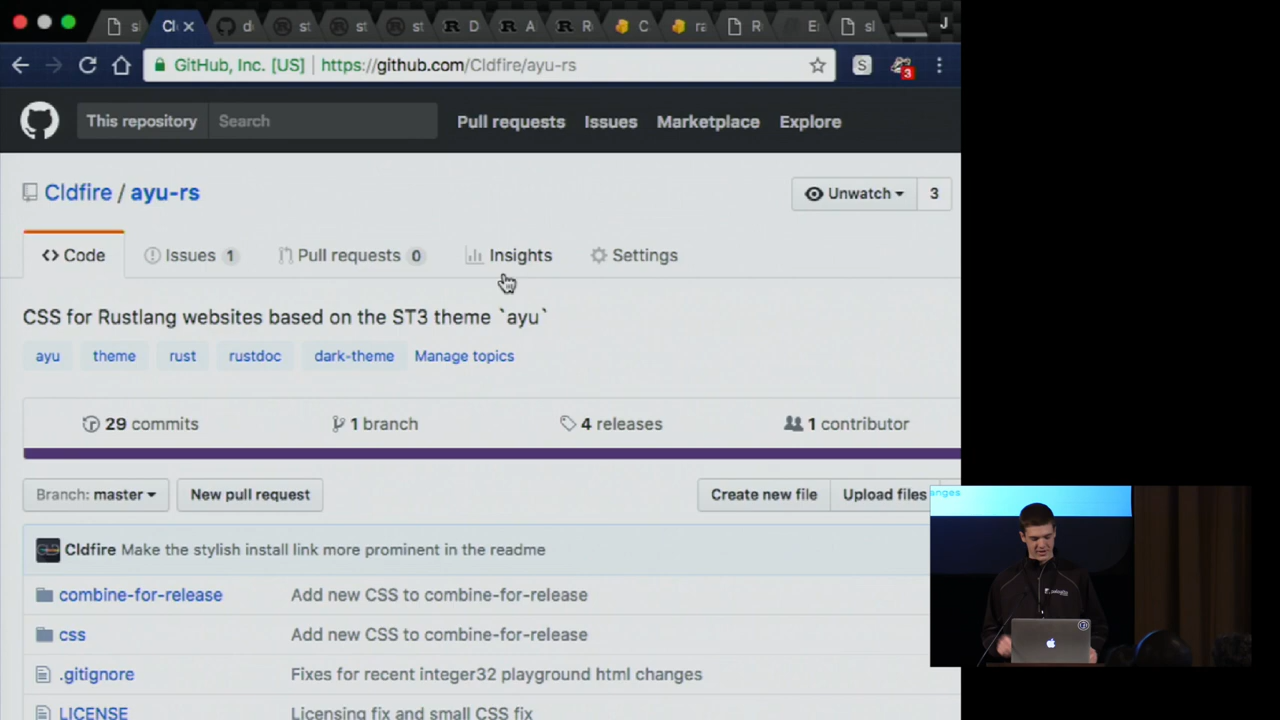 GitHub, Inc. [US] | https://github.com/Cldfire/ayu-rs
S
3
This repository Search Pull requests Issues Marketplace Explore
Cldfire / ayu-rs
Unwatch 3
<> Code Issues 1 Pull requests 0 Insights Settings
CSS for Rustlang websites based on the ST3 theme `ayu`
ayu theme rust rustdoc dark-theme Manage topics
29 commits 1 branch 4 releases 1 contributor
Branch: master New pull request Create new file Upload files
anges
Cldfire Make the stylish install link more prominent in the readme
combine-for-release Add new CSS to combine-for-release
css Add new CSS to combine-for-release
.gitignore Fixes for recent integer32 playground html changes
LICENSE Licensing fix and small CSS fix